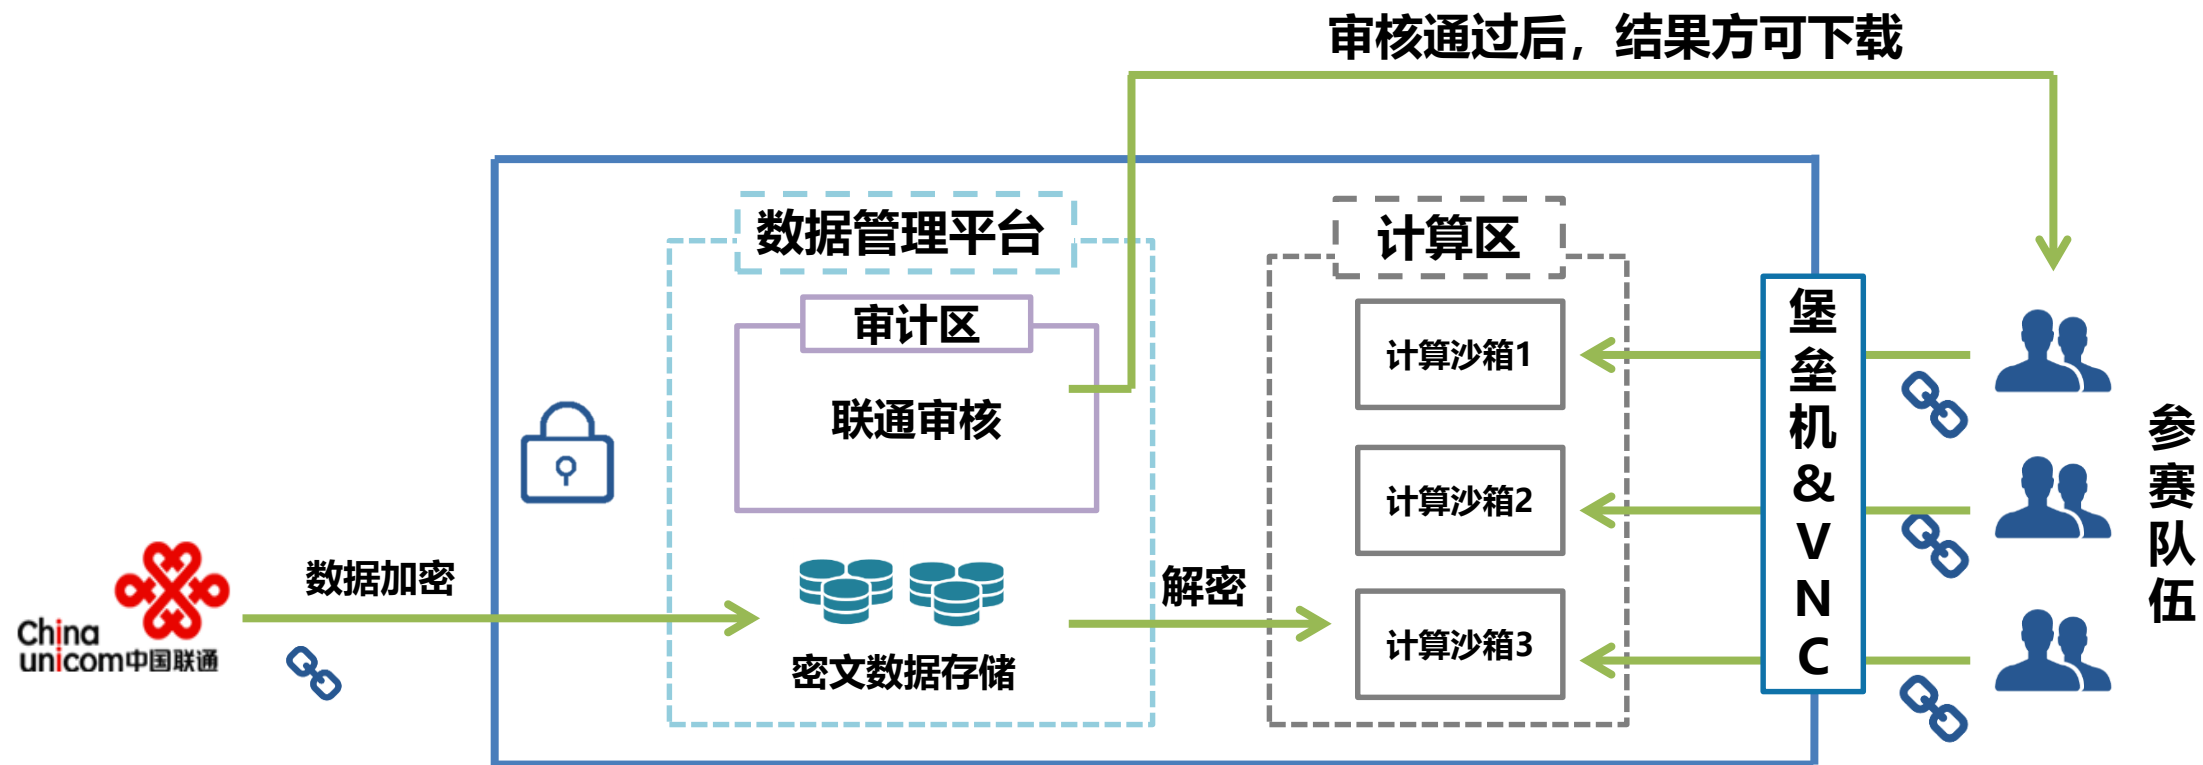 审核通过后，结果方可下载
数据管理平台
计算区
审计区
联通审核
计算沙箱1
计算沙箱2
计算沙箱3
堡垒机&VNC
参赛队伍
数据加密
解密
密文数据存储
China
unicom中国联通